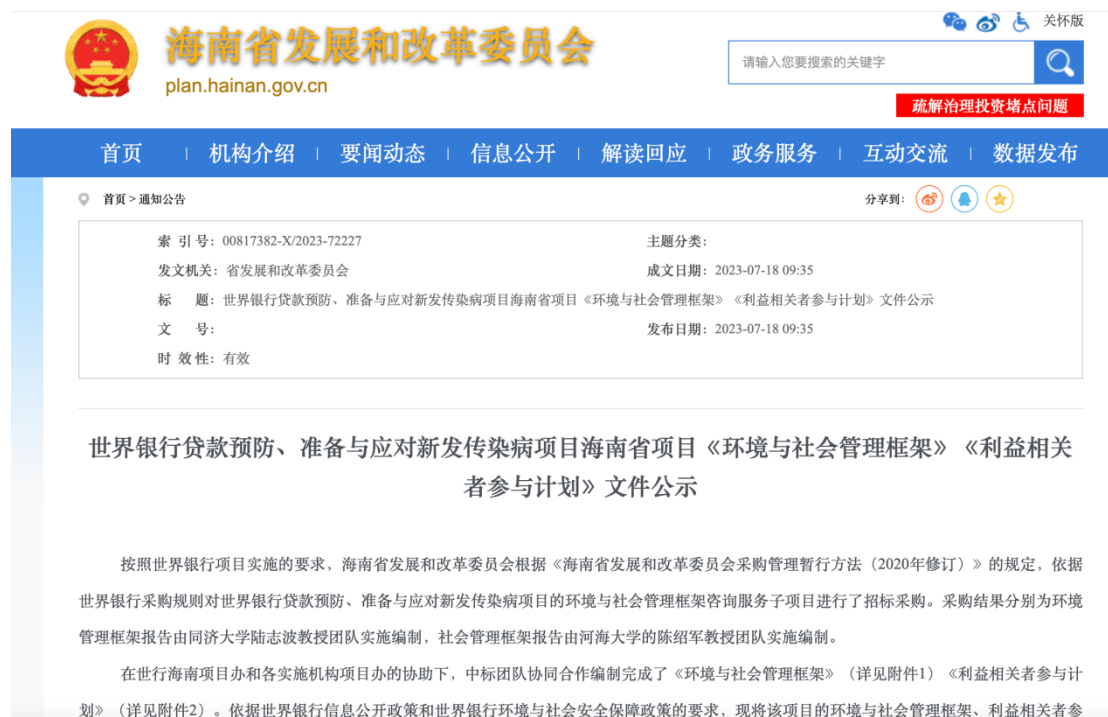 海南省发展和改革委员会
plan.hainan.gov.cn
关怀版
请输入您要搜索的关键字
疏解治理投资堵点问题
首页 | 机构介绍 | 要闻动态 | 信息公开 | 解读回应 | 政务服务 | 互动交流 | 数据发布
首页 > 通知公告 分享到:
索 引 号: 00817382-X/2023-72227 主题分类:
发文机关: 省发展和改革委员会 成文日期: 2023-07-18 09:35
标 题: 世界银行贷款预防、准备与应对新发传染病项目海南省项目《环境与社会管理框架》《利益相关者参与计划》文件公示
文 号: 发布日期: 2023-07-18 09:35
时 效 性: 有效
世界银行贷款预防、准备与应对新发传染病项目海南省项目《环境与社会管理框架》《利益相关
者参与计划》文件公示
按照世界银行项目实施的要求，海南省发展和改革委员会根据《海南省发展和改革委员会采购管理暂行方法（2020年修订）》的规定，依据
世界银行采购规则对世界银行贷款预防、准备与应对新发传染病项目的环境与社会管理框架咨询服务子项目进行了招标采购。采购结果分别为环境
管理框架报告由同济大学陆志波教授团队实施编制，社会管理框架报告由河海大学的陈绍军教授团队实施编制。
在世行海南项目办和各实施机构项目办的协助下，中标团队协同合作编制完成了《环境与社会管理框架》（详见附件1）《利益相关者参与计
划》（详见附件2）。依据世界银行信息公开政策和世界银行环境与社会安全保障政策的要求，现将该项目的环境与社会管理框架、利益相关者参